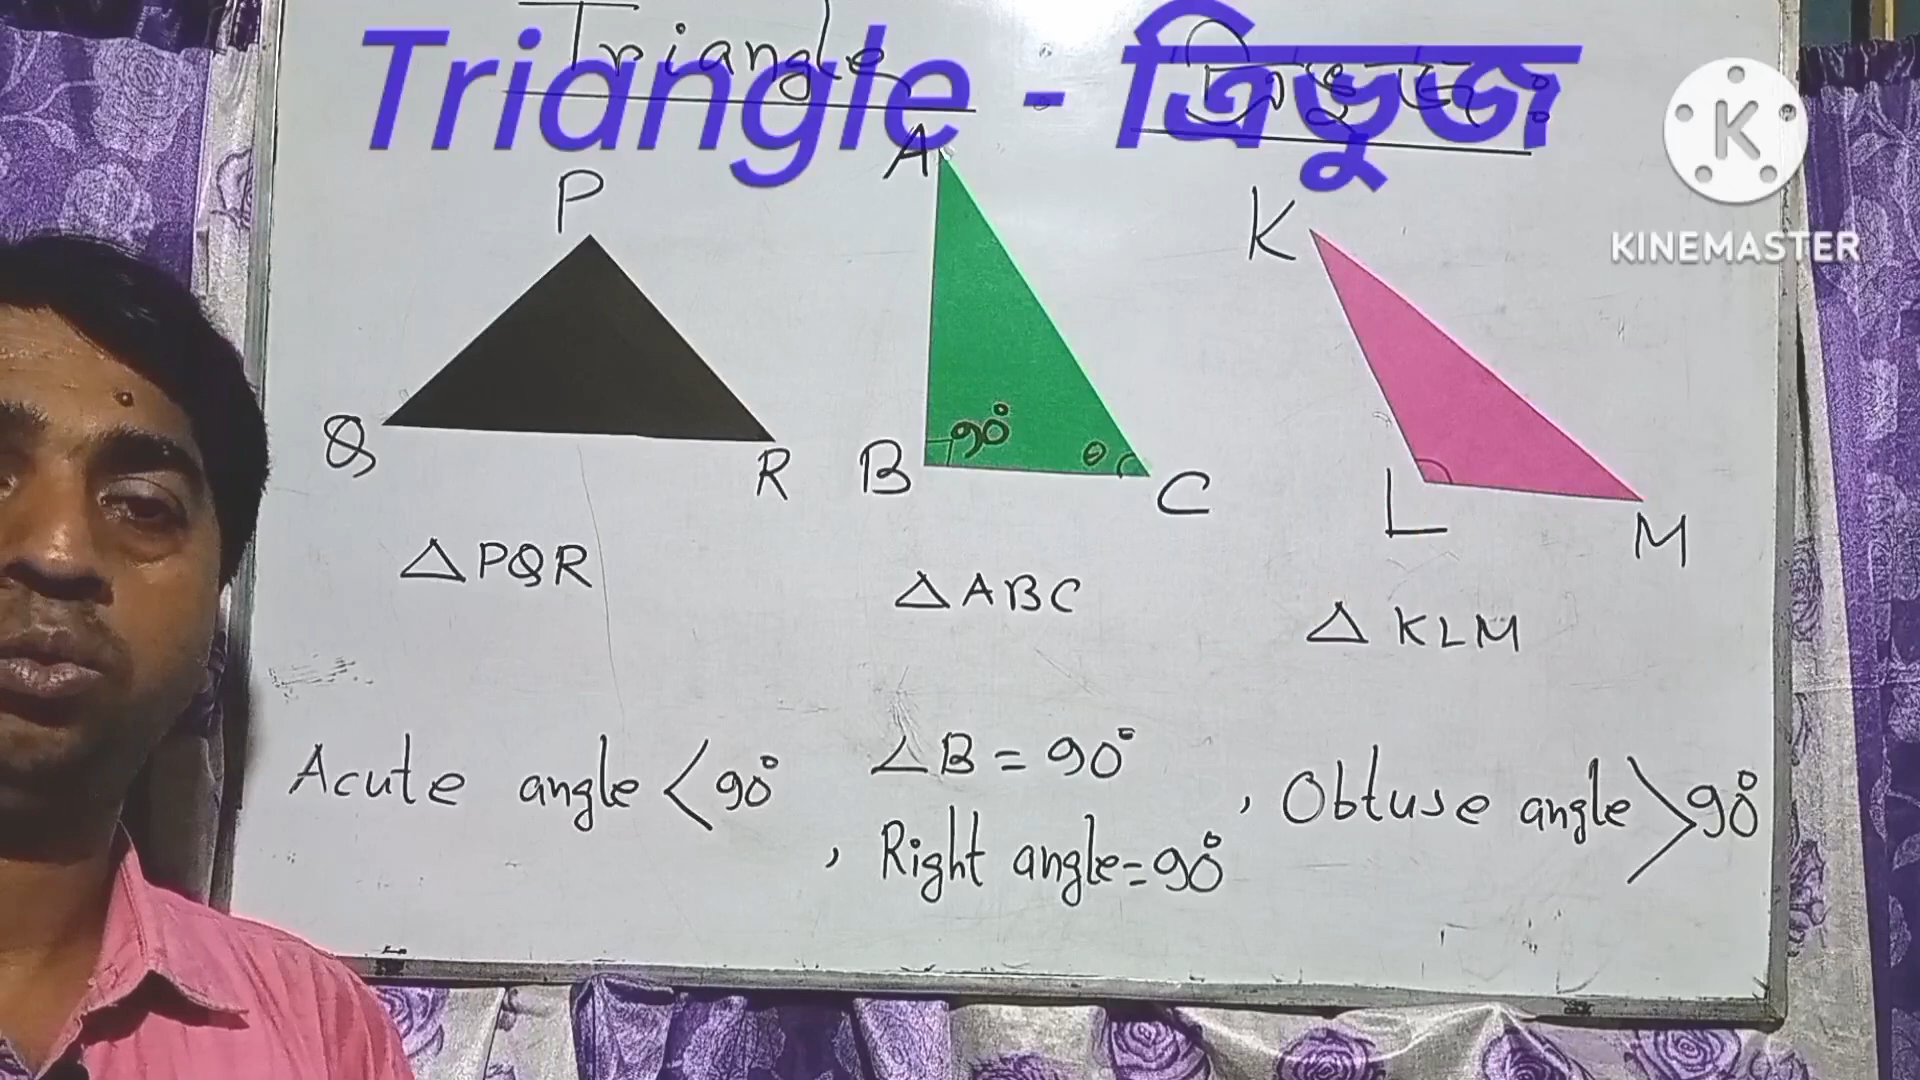 Triangle : ত্রিভুজ :
Triangle - ত্রিভুজ
K
KINEMASTER
P
A
K
Q
R
B
90°
θ
C
L
M
△PQR
△ABC
△KLM
Acute angle < 90°
∠B = 90°
, Right angle = 90°
, Obtuse angle > 90°